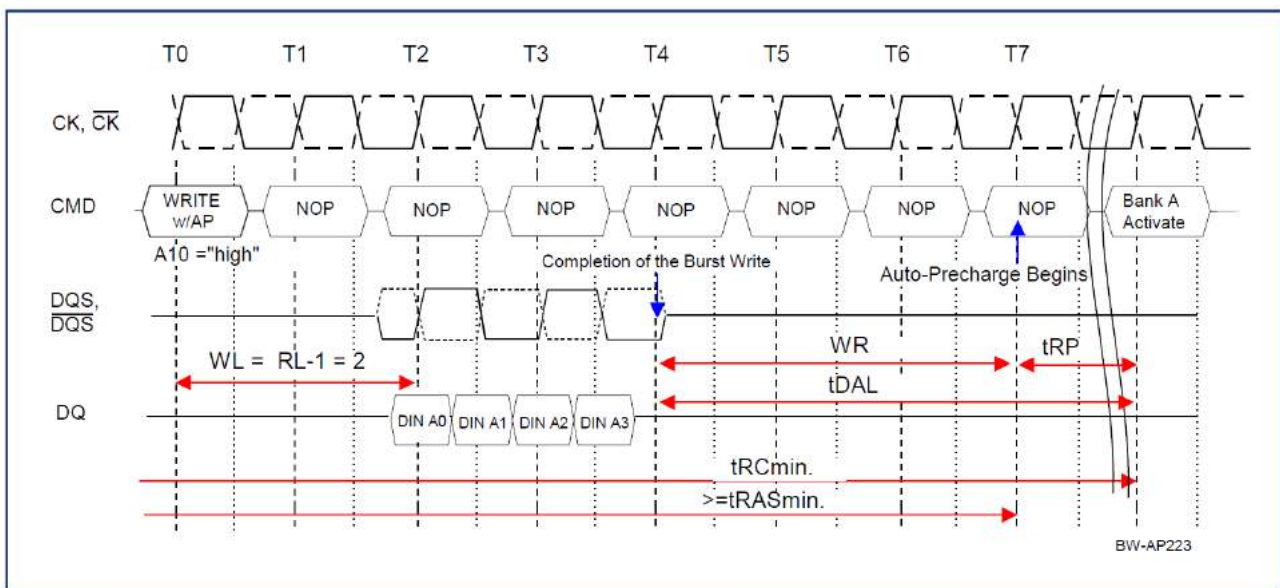 T0 T1 T2 T3 T4 T5 T6 T7
CK, CK
CMD
WRITE
w/AP
NOP NOP NOP NOP NOP NOP NOP
Bank A
Activate
A10 ="high"
Completion of the Burst Write
Auto-Precharge Begins
DQS,
DQS
WL = RL-1 = 2
WR
tRP
tDAL
DQ
DIN A0 DIN A1 DIN A2 DIN A3
tRCmin.
>=tRASmin.
BW-AP223